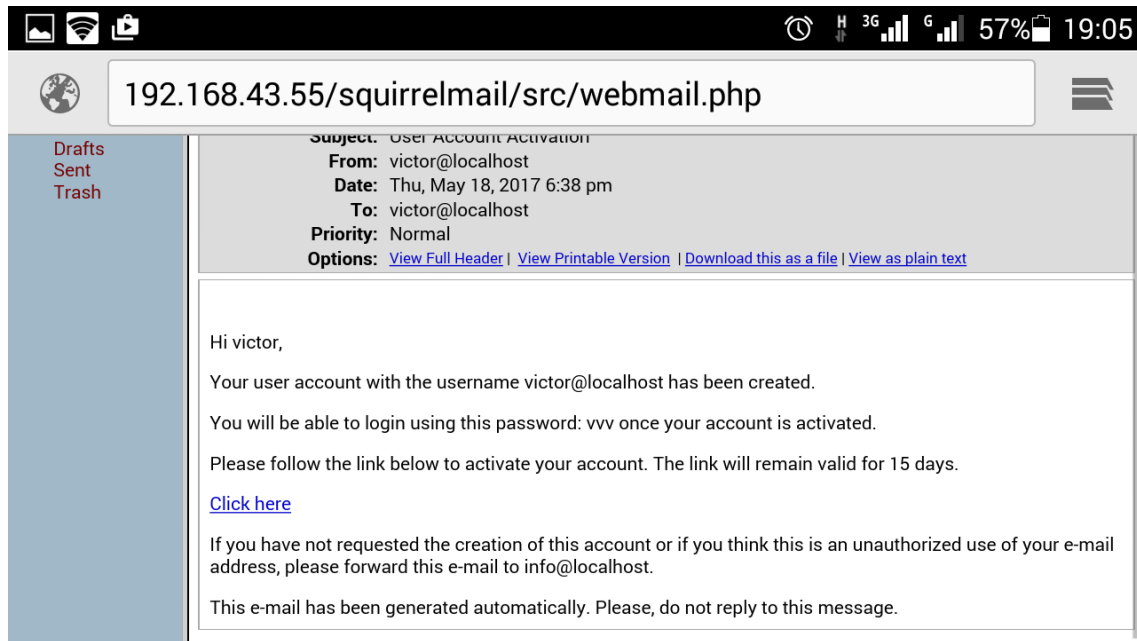 H 3G G 57% 19:05
192.168.43.55/squirrelmail/src/webmail.php
Drafts
Sent
Trash
Subject: User Account Activation
From: victor@localhost
Date: Thu, May 18, 2017 6:38 pm
To: victor@localhost
Priority: Normal
Options: View Full Header | View Printable Version | Download this as a file | View as plain text
Hi victor,
Your user account with the username victor@localhost has been created.
You will be able to login using this password: vvv once your account is activated.
Please follow the link below to activate your account. The link will remain valid for 15 days.
Click here
If you have not requested the creation of this account or if you think this is an unauthorized use of your e-mail
address, please forward this e-mail to info@localhost.
This e-mail has been generated automatically. Please, do not reply to this message.